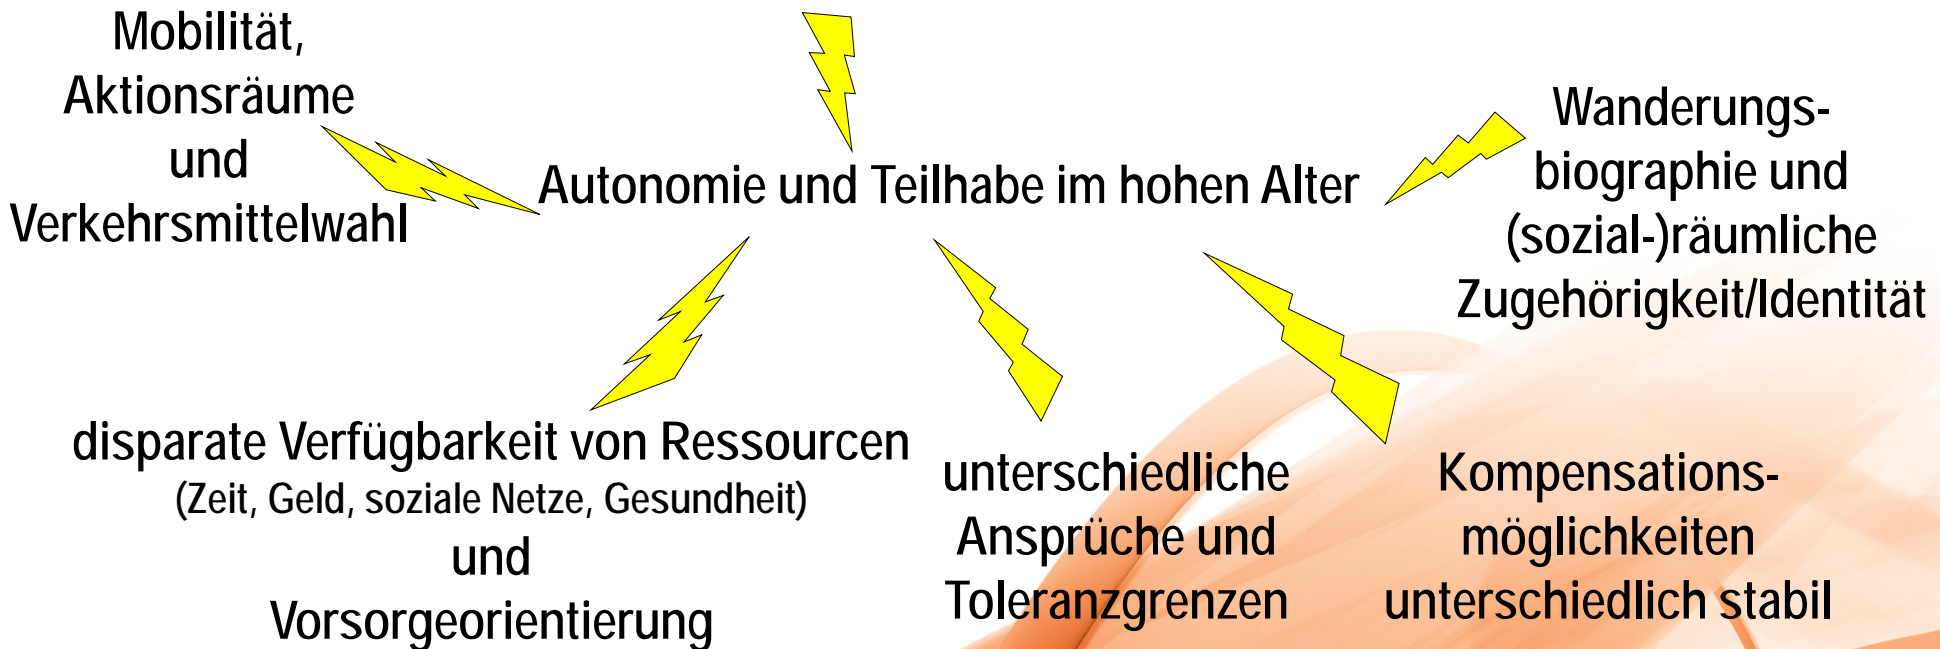 Mobilität,
Aktionsräume
und
Verkehrsmittelwahl
Autonomie und Teilhabe im hohen Alter
Wanderungs-
biographie und
(sozial-)räumliche
Zugehörigkeit/Identität
disparate Verfügbarkeit von Ressourcen
(Zeit, Geld, soziale Netze, Gesundheit)
und
Vorsorgeorientierung
unterschiedliche
Ansprüche und
Toleranzgrenzen
Kompensations-
möglichkeiten
unterschiedlich stabil